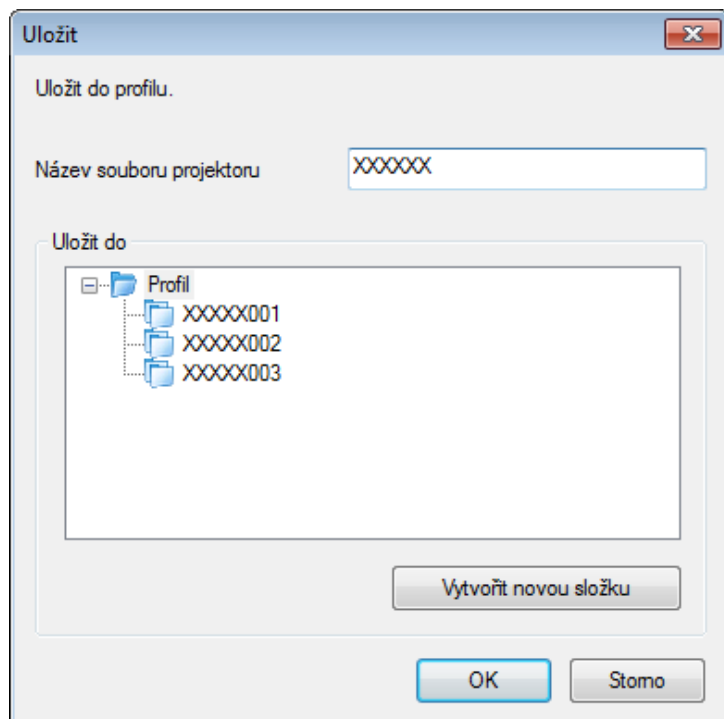 Uložit
Uložit do profilu.
Název souboru projektoru XXXXXX
Uložit do
Profil
XXXXX001
XXXXX002
XXXXX003
Vytvořit novou složku
OK Storno